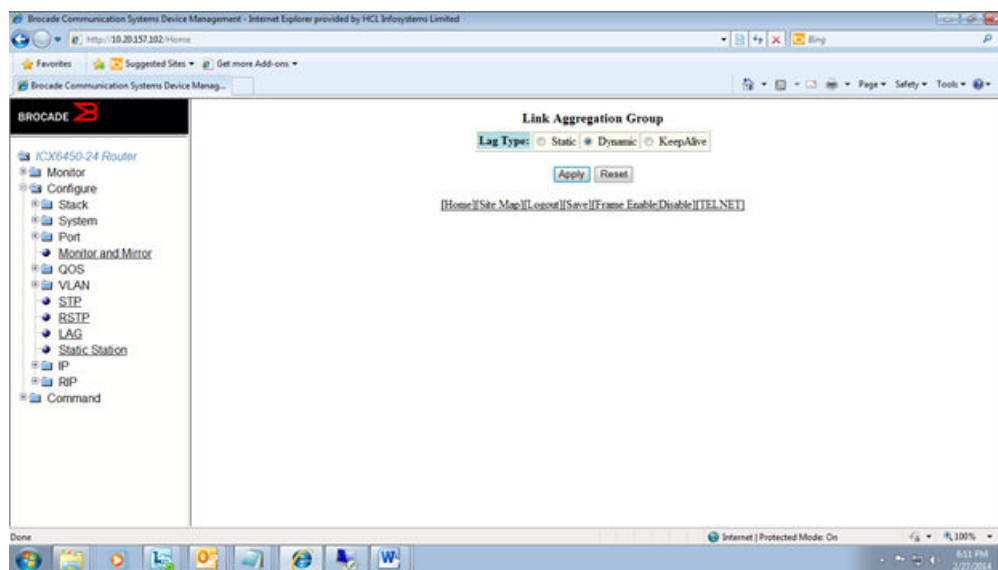 Brocade Communication Systems Device Management - Internet Explorer provided by HCL Infosystems Limited
http://10.20.157.102/Home
Bing
Favorites Suggested Sites Get more Add-ons
Brocade Communication Systems Device Manag...
Page Safety Tools
BROCADE
ICX6450-24 Router
Monitor
Configure
Stack
System
Port
Monitor and Mirror
QOS
VLAN
STP
RSTP
LAG
Static Station
IP
RIP
Command
Link Aggregation Group
Lag Type: Static Dynamic KeepAlive
Apply Reset
[Home][Site Map][Logout][Save][Frame Enable|Disable][TELNET]
Done
Internet | Protected Mode: On
100%
6:51 PM
2/27/2014